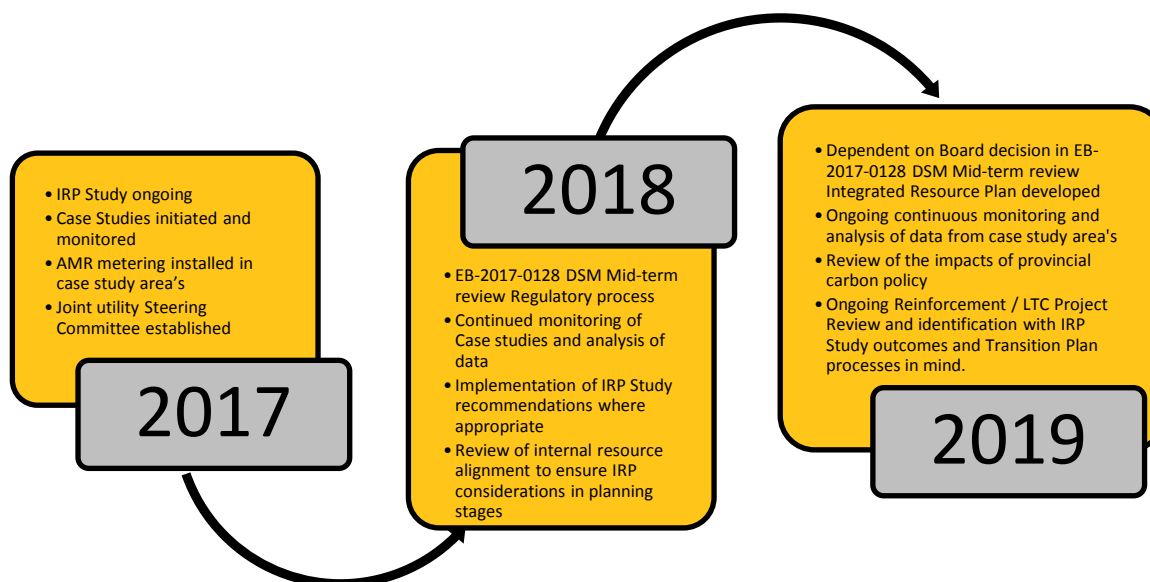 • IRP Study ongoing
• Case Studies initiated and
monitored
• AMR metering installed in
case study area’s
• Joint utility Steering
Committee established
2017
2018
• EB-2017-0128 DSM Mid-term
review Regulatory process
• Continued monitoring of
Case studies and analysis of
data
• Implementation of IRP Study
recommendations where
appropriate
• Review of internal resource
alignment to ensure IRP
considerations in planning
stages
• Dependent on Board decision in EB-
2017-0128 DSM Mid-term review
Integrated Resource Plan developed
• Ongoing continuous monitoring and
analysis of data from case study area's
• Review of the impacts of provincial
carbon policy
• Ongoing Reinforcement / LTC Project
Review and identification with IRP
Study outcomes and Transition Plan
processes in mind.
2019